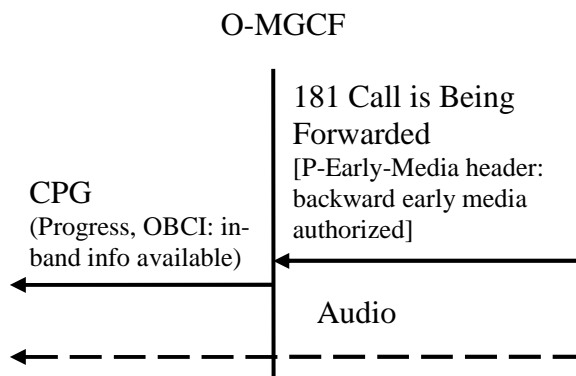 O-MGCF
181 Call is Being
Forwarded
[P-Early-Media header:
backward early media
authorized]
CPG
(Progress, OBCI: in-
band info available)
Audio